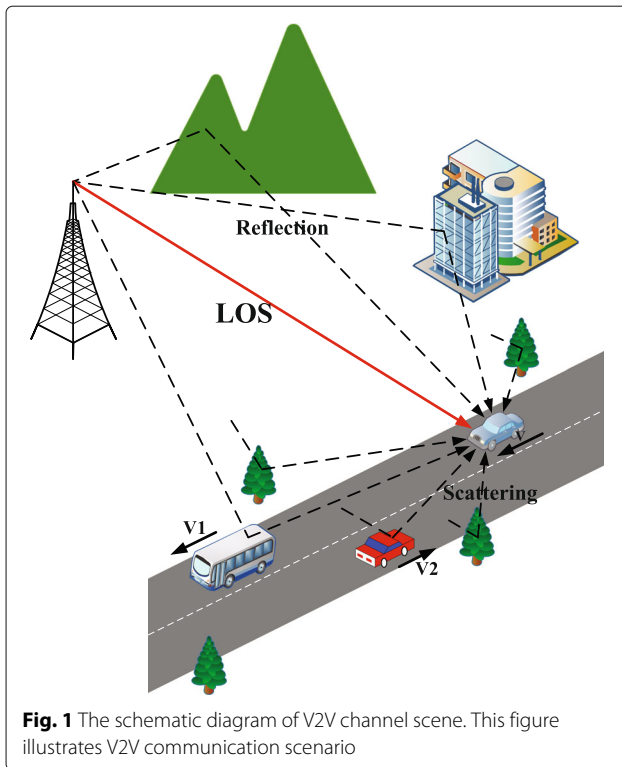 Reflection
LOS
v
Scattering
V1
V2
Fig. 1 The schematic diagram of V2V channel scene. This figure
illustrates V2V communication scenario